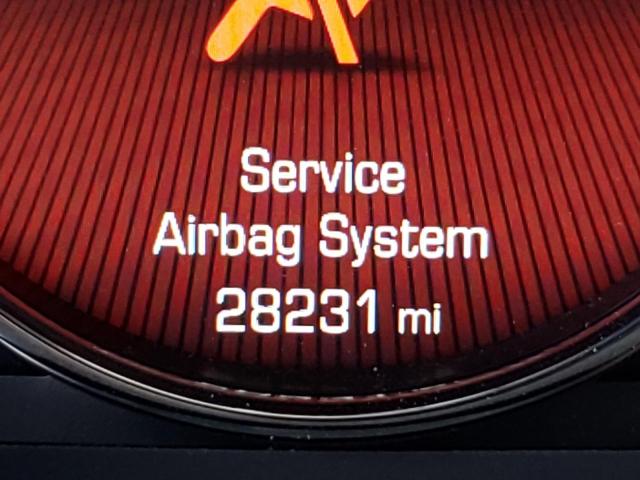 Service
Airbag System
28231 mi